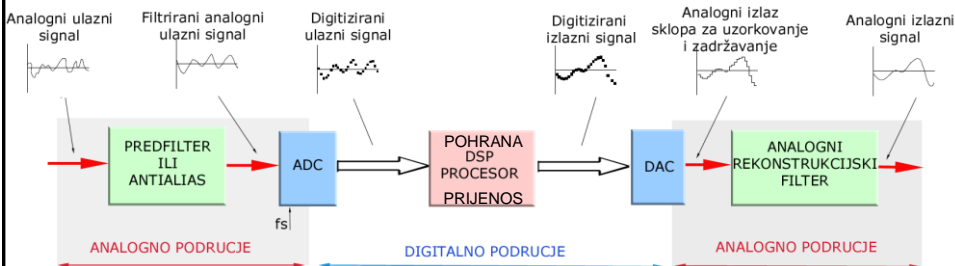 Analogni ulazni
signal
Filtrirani analogni
ulazni signal
Digitizirani
ulazni signal
Digitizirani
izlazni signal
Analogni izlaz
sklopa za uzorkovanje
i zadržavanje
Analogni izlazni
signal
PREDFILTER
ILI
ANTIALIAS
ADC
POHRANA
DSP
PROCESOR
PRIJENOS
DAC
ANALOGNI
REKONSTRUKCIJSKI
FILTER
fs
ANALOGNO PODRUCJE
DIGITALNO PODRUCJE
ANALOGNO PODRUCJE